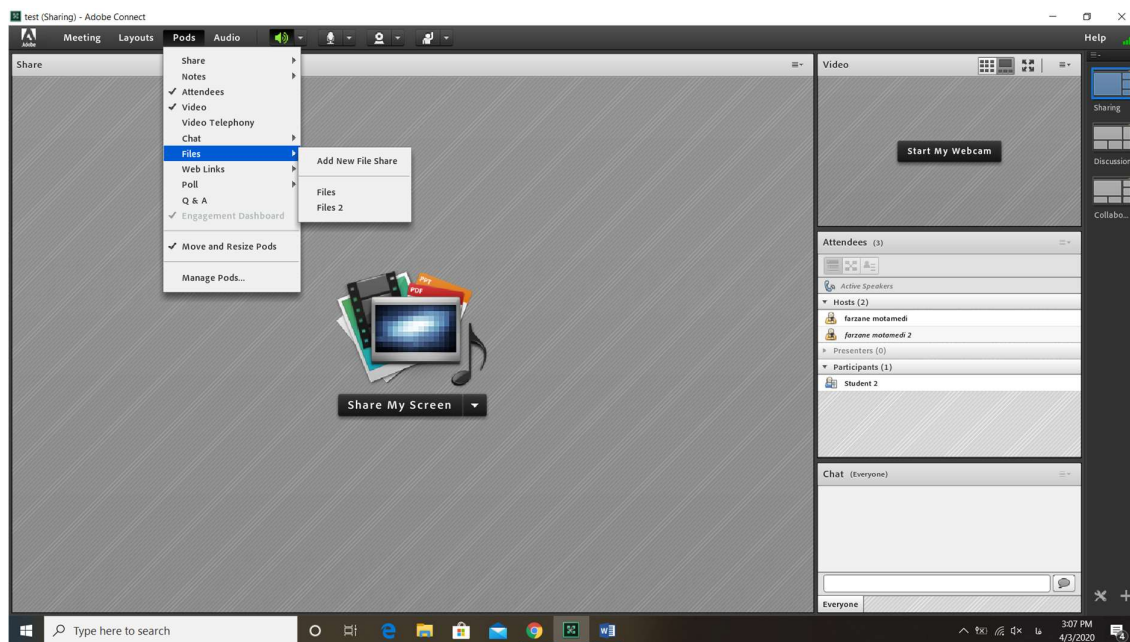 test (Sharing) - Adobe Connect
Adobe
Meeting Layouts Pods Audio Help
Share
Share
Notes
Attendees
Video
Video Telephony
Chat
Files
Web Links
Poll
Q & A
Engagement Dashboard
Move and Resize Pods
Manage Pods...
Add New File Share
Files
Files 2
PPT
PDF
Share My Screen
Video
Start My Webcam
Attendees (3)
Active Speakers
Hosts (2)
farzane motamedi
farzane motamedi 2
Presenters (0)
Participants (1)
Student 2
Chat (Everyone)
Everyone
Sharing
Discussion
Collabo...
Type here to search
فا
3:07 PM
4/3/2020
4